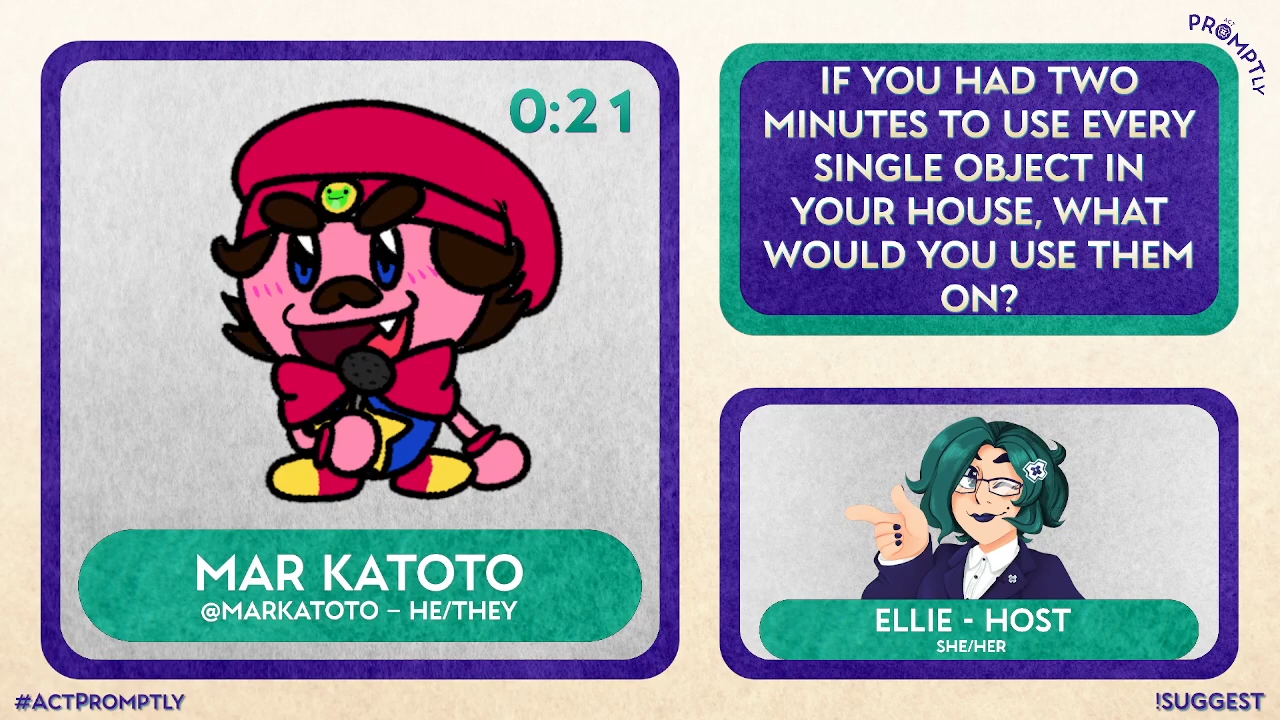 0:21
MAR KATOTO
@MARKATOTO – HE/THEY
#ACTPROMPTLY
ACT
PROMPTLY
IF YOU HAD TWO
MINUTES TO USE EVERY
SINGLE OBJECT IN
YOUR HOUSE, WHAT
WOULD YOU USE THEM
ON?
ELLIE - HOST
SHE/HER
!SUGGEST